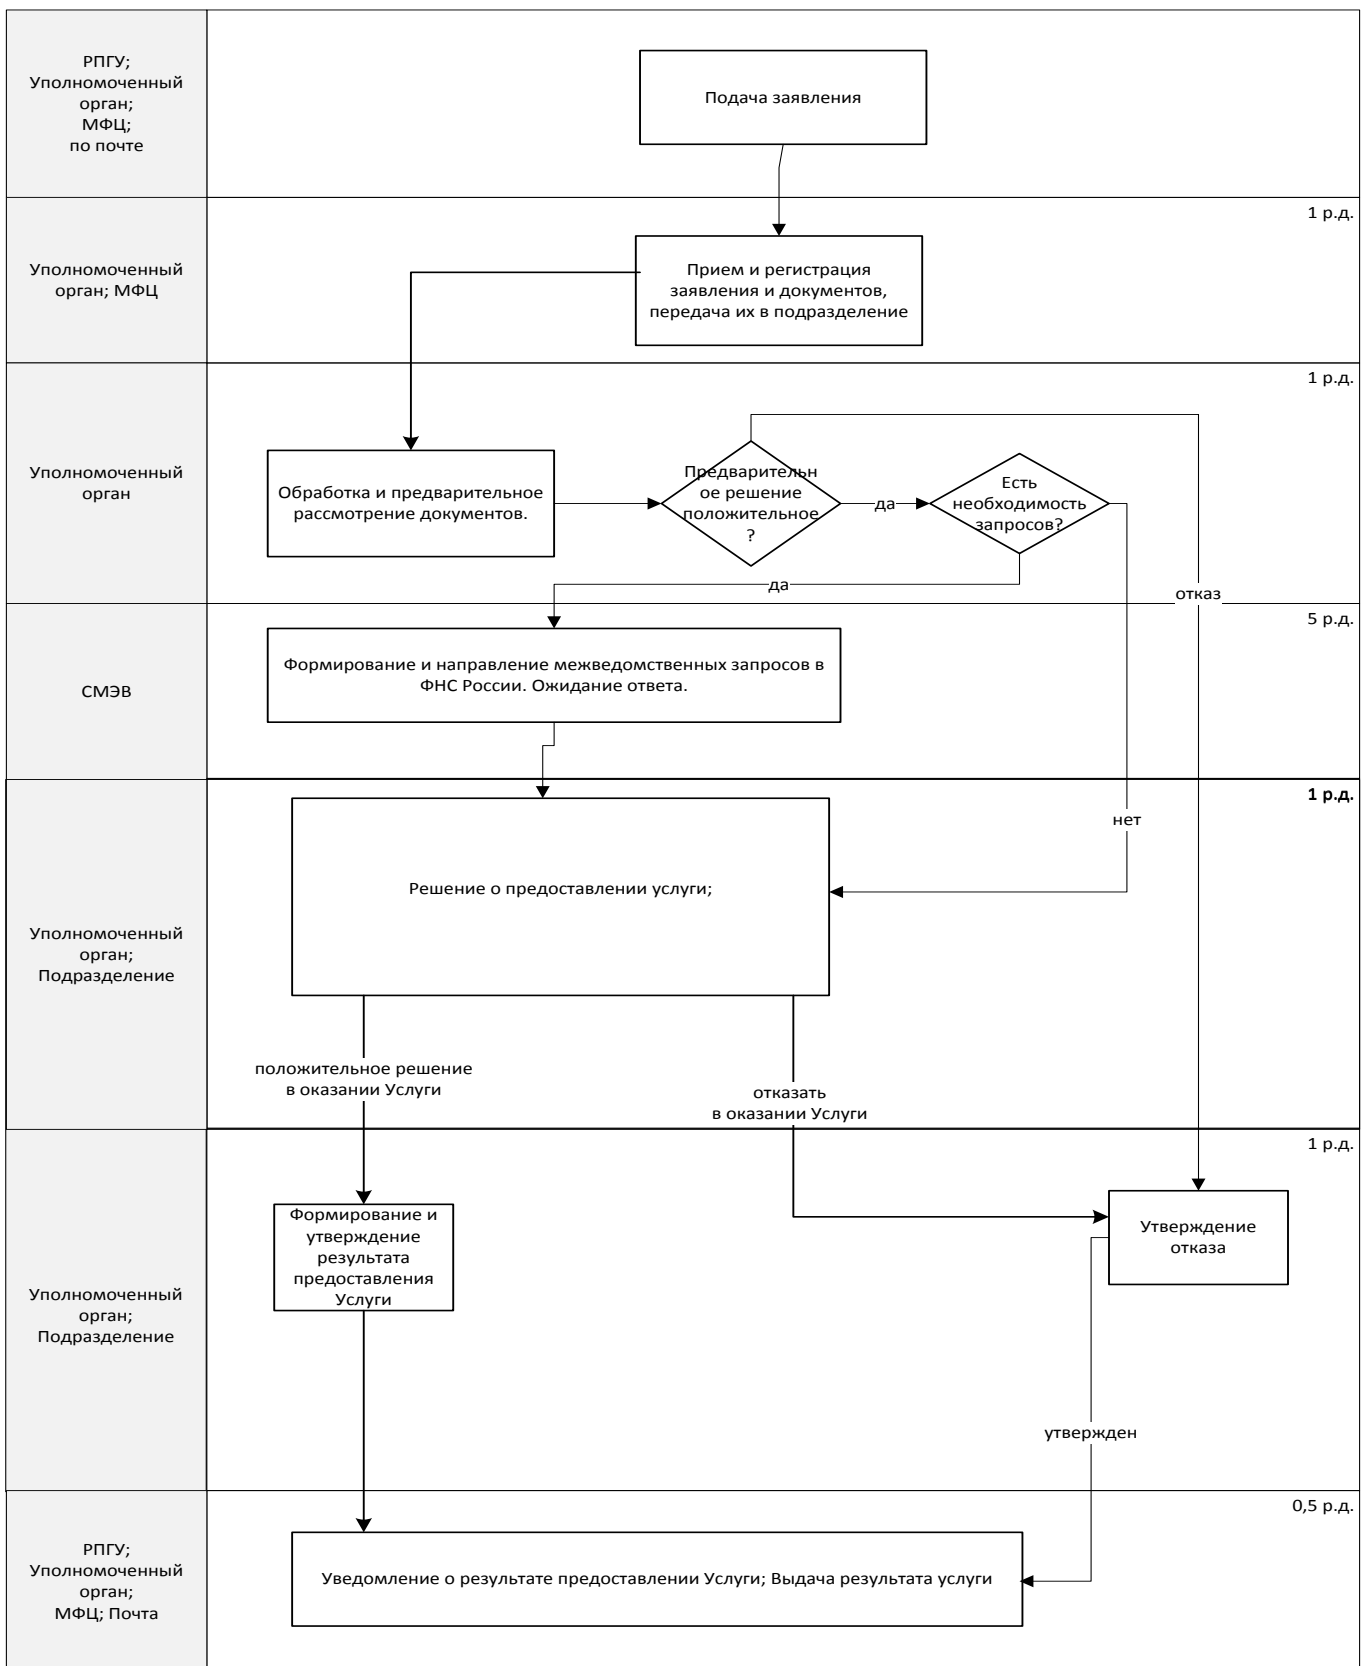 РПГУ;
Уполномоченный
орган;
МФЦ;
по почте
Подача заявления
1 р.д.
Уполномоченный
орган; МФЦ
Прием и регистрация
заявления и документов,
передача их в подразделение
1 р.д.
Уполномоченный
орган
Обработка и предварительное
рассмотрение документов.
Предварительн
ое решение
положительное
?
да
Есть
необходимость
запросов?
да
отказ
5 р.д.
СМЭВ
Формирование и направление межведомственных запросов в
ФНС России. Ожидание ответа.
1 р.д.
нет
Уполномоченный
орган;
Подразделение
Решение о предоставлении услуги;
положительное решение
в оказании Услуги
отказать
в оказании Услуги
1 р.д.
Уполномоченный
орган;
Подразделение
Формирование и
утверждение
результата
предоставления
Услуги
Утверждение
отказа
утвержден
0,5 р.д.
РПГУ;
Уполномоченный
орган;
МФЦ; Почта
Уведомление о результате предоставлении Услуги; Выдача результата услуги